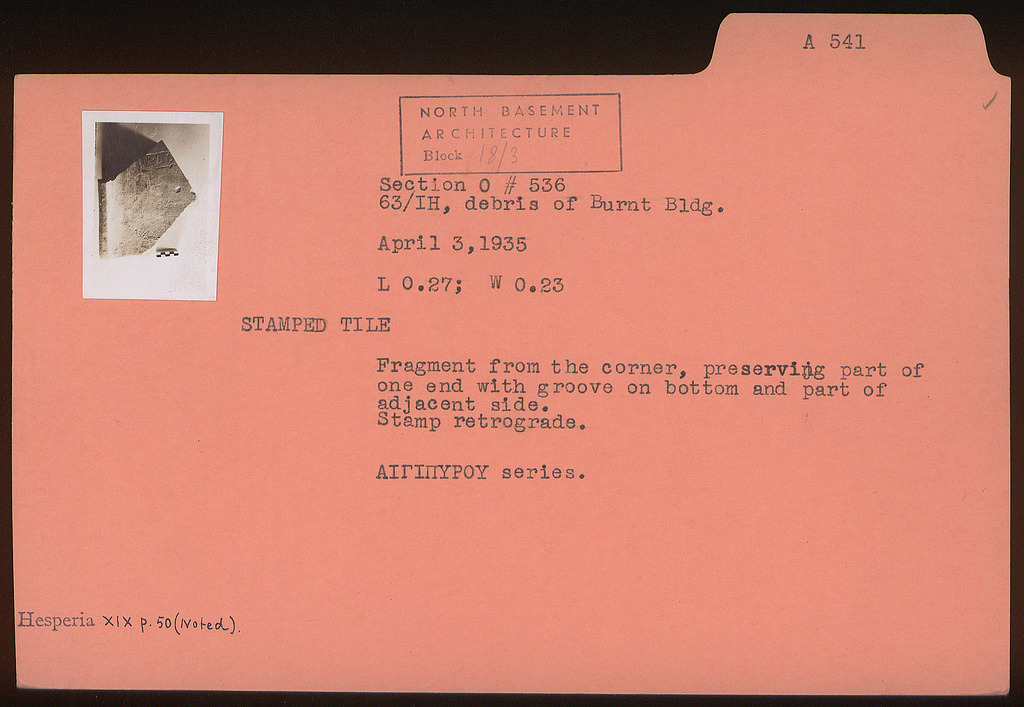 A 541
NORTH BASEMENT
ARCHITECTURE
Block 18/3
Section O # 536
63/ΙΗ, debris of Burnt Bldg.
April 3,1935
L 0.27; W 0.23
STAMPED TILE
Fragment from the corner, preserving part of
one end with groove on bottom and part of
adjacent side.
Stamp retrograde.
ΑΙΓΙΠΥΡΟΥ series.
Hesperia XIX p. 50 (Noted).